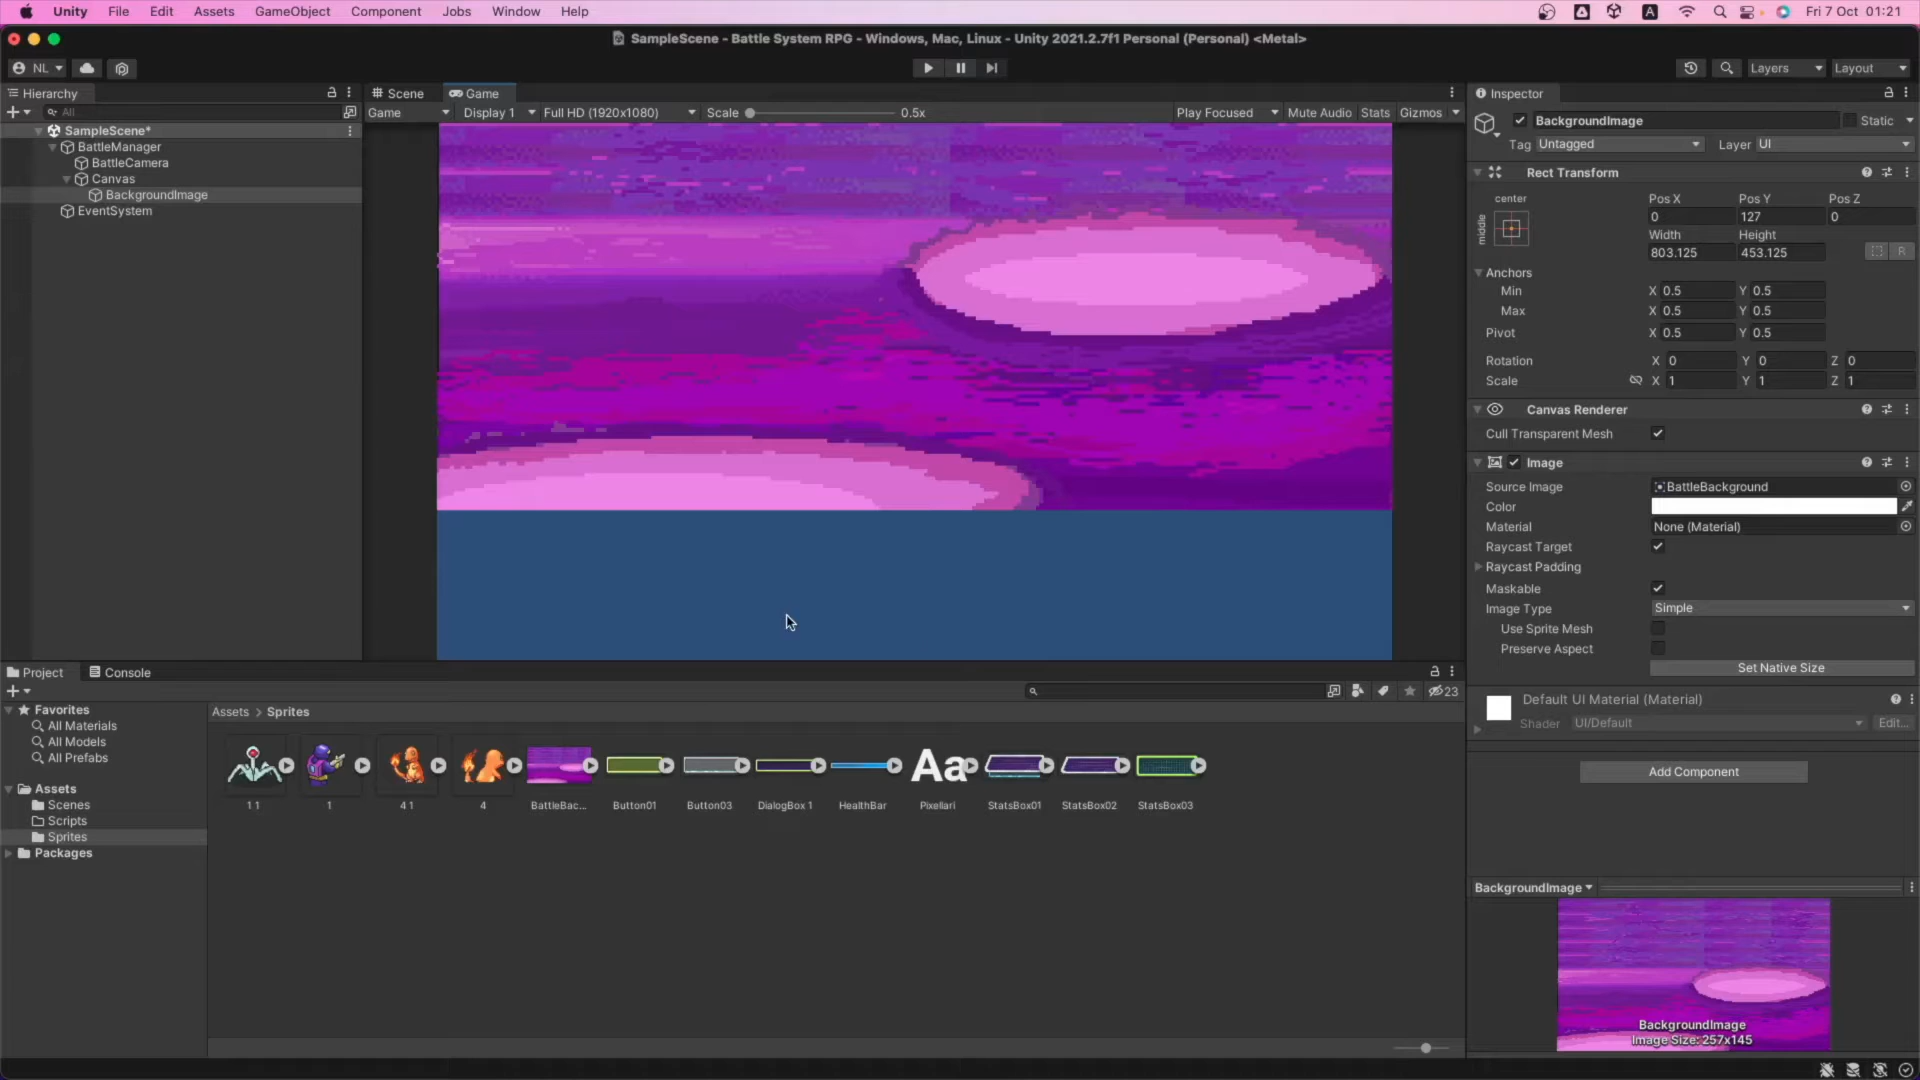 Unity File Edit Assets GameObject Component Jobs Window Help A Fri 7 Oct 01:21
SampleScene - Battle System RPG - Windows, Mac, Linux - Unity 2021.2.7f1 Personal (Personal) <Metal>
NL Layers Layout
Hierarchy
All
SampleScene*
BattleManager
BattleCamera
Canvas
BackgroundImage
EventSystem
Scene Game
Game Display 1 Full HD (1920x1080) Scale 0.5x Play Focused Mute Audio Stats Gizmos
Inspector
BackgroundImage Static
Tag Untagged Layer UI
Rect Transform
center Pos X Pos Y Pos Z
middle 0 127 0
Width Height
803.125 453.125 R
Anchors
Min X 0.5 Y 0.5
Max X 0.5 Y 0.5
Pivot X 0.5 Y 0.5
Rotation X 0 Y 0 Z 0
Scale X 1 Y 1 Z 1
Canvas Renderer
Cull Transparent Mesh
Image
Source Image BattleBackground
Color
Material None (Material)
Raycast Target
Raycast Padding
Maskable
Image Type Simple
Use Sprite Mesh
Preserve Aspect
Set Native Size
Default UI Material (Material)
Shader UI/Default Edit...
Add Component
BackgroundImage
BackgroundImage
Image Size: 257x145
Project Console
23
Favorites
All Materials
All Models
All Prefabs
Assets
Scenes
Scripts
Sprites
Packages
Assets > Sprites
Aa
1 1 1 4 1 4 BattleBac... Button01 Button03 DialogBox 1 HealthBar Pixellari StatsBox01 StatsBox02 StatsBox03